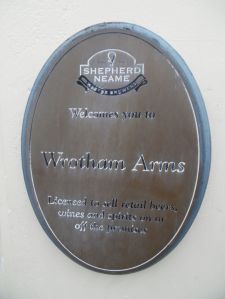 SHEPHERD
NEAME
Welcomes you to
Wrotham Arms
Licensed to sell retail beers,
wines and spirits on or
off the premises